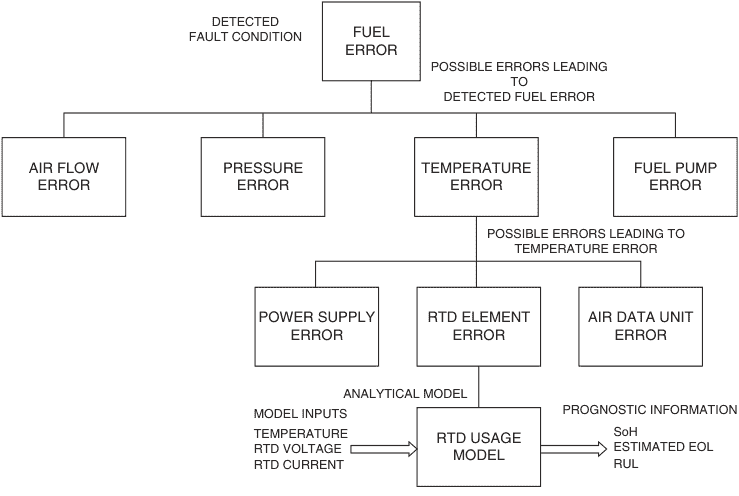 DETECTED
FAULT CONDITION
FUEL
ERROR
POSSIBLE ERRORS LEADING
TO
DETECTED FUEL ERROR
AIR FLOW
ERROR
PRESSURE
ERROR
TEMPERATURE
ERROR
FUEL PUMP
ERROR
POSSIBLE ERRORS LEADING TO
TEMPERATURE ERROR
POWER SUPPLY
ERROR
RTD ELEMENT
ERROR
AIR DATA UNIT
ERROR
ANALYTICAL MODEL
MODEL INPUTS
TEMPERATURE
RTD VOLTAGE
RTD CURRENT
RTD USAGE
MODEL
PROGNOSTIC INFORMATION
SoH
ESTIMATED EOL
RUL